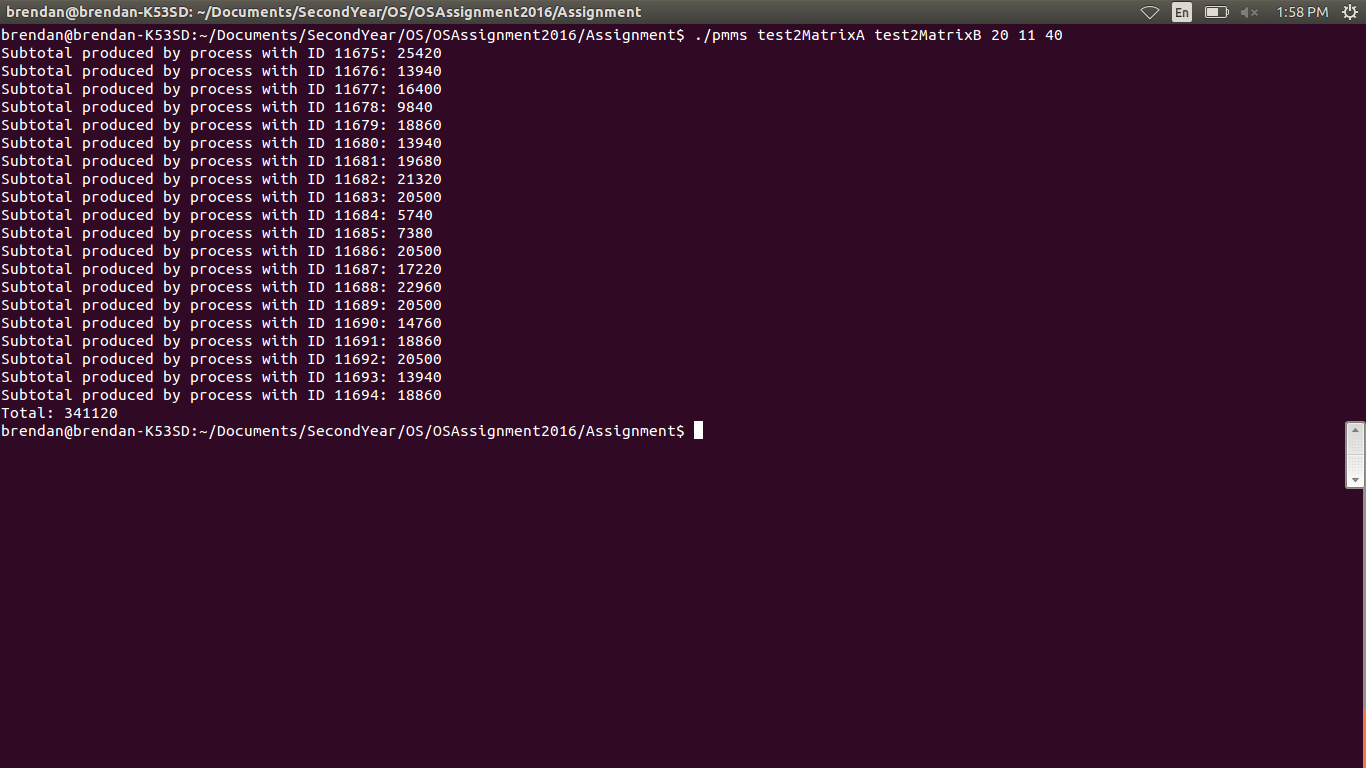 brendan@brendan-K53SD: ~/Documents/SecondYear/OS/OSAssignment2016/Assignment En 1:58 PM
brendan@brendan-K53SD:~/Documents/SecondYear/OS/OSAssignment2016/Assignment$ ./pmms test2MatrixA test2MatrixB 20 11 40
Subtotal produced by process with ID 11675: 25420
Subtotal produced by process with ID 11676: 13940
Subtotal produced by process with ID 11677: 16400
Subtotal produced by process with ID 11678: 9840
Subtotal produced by process with ID 11679: 18860
Subtotal produced by process with ID 11680: 13940
Subtotal produced by process with ID 11681: 19680
Subtotal produced by process with ID 11682: 21320
Subtotal produced by process with ID 11683: 20500
Subtotal produced by process with ID 11684: 5740
Subtotal produced by process with ID 11685: 7380
Subtotal produced by process with ID 11686: 20500
Subtotal produced by process with ID 11687: 17220
Subtotal produced by process with ID 11688: 22960
Subtotal produced by process with ID 11689: 20500
Subtotal produced by process with ID 11690: 14760
Subtotal produced by process with ID 11691: 18860
Subtotal produced by process with ID 11692: 20500
Subtotal produced by process with ID 11693: 13940
Subtotal produced by process with ID 11694: 18860
Total: 341120
brendan@brendan-K53SD:~/Documents/SecondYear/OS/OSAssignment2016/Assignment$